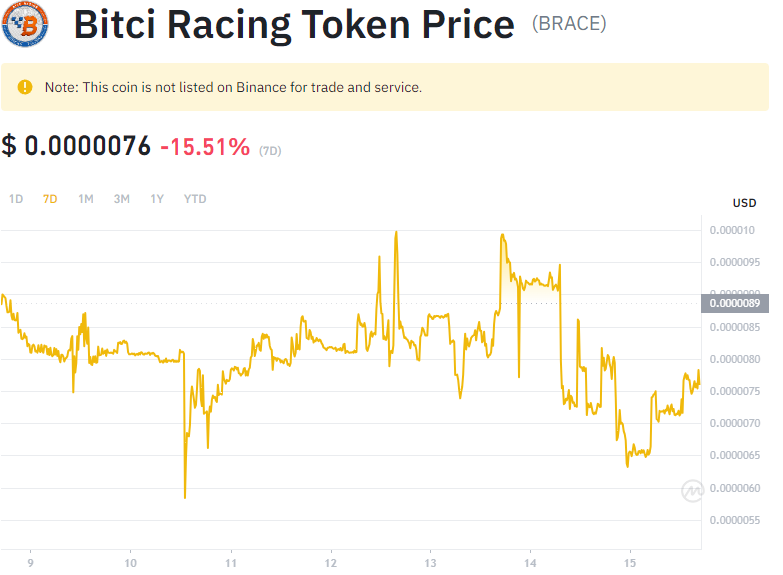 Bitci Racing Token Price (BRACE)
Note: This coin is not listed on Binance for trade and service.
$ 0.0000076 -15.51% (7D)
1D 7D 1M 3M 1Y YTD
USD
0.000010
0.0000095
0.0000089
0.0000085
0.0000080
0.0000075
0.0000070
0.0000065
0.0000060
0.0000055
9 10 11 12 13 14 15